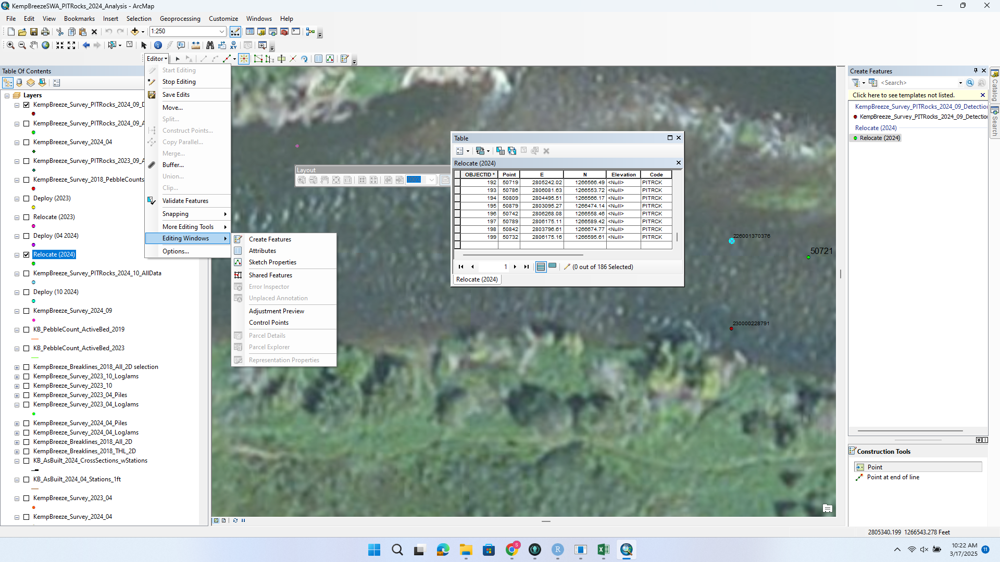 KempBreezeSWA_PITRocks_2024_Analysis - ArcMap
File Edit View Bookmarks Insert Selection Geoprocessing Customize Windows Help
1:250
Editor
Table Of Contents
Layers
KempBreeze_Survey_PITRocks_2024_09_D
KempBreeze_Survey_PITRocks_2024_09_A
KempBreeze_Survey_2024_04
KempBreeze_Survey_PITRocks_2023_09_A
KempBreeze_Survey_2018_PebbleCounts
Deploy (2023)
Relocate (2023)
Deploy (04 2024)
Relocate (2024)
KempBreeze_Survey_PITRocks_2024_10_AllData
Deploy (10 2024)
KempBreeze_Survey_2024_09
KB_PebbleCount_ActiveBed_2019
KB_PebbleCount_ActiveBed_2023
KempBreeze_Breaklines_2018_All_2D selection
KempBreeze_Survey_2023_10_LogJams
KempBreeze_Survey_2023_10
KempBreeze_Survey_2023_04_Piles
KempBreeze_Survey_2023_04_LogJams
KempBreeze_Survey_2024_04_Piles
KempBreeze_Survey_2024_04_LogJams
KempBreeze_Breaklines_2018_All_2D
KempBreeze_Breaklines_2018_THL_2D
KB_AsBuilt_2024_CrossSections_wStations
KB_AsBuilt_2024_04_Stations_1ft
KempBreeze_Survey_2023_04
KempBreeze_Survey_2024_04
Start Editing
Stop Editing
Save Edits
Move...
Split...
Construct Points...
Copy Parallel...
Merge...
Buffer...
Union...
Clip...
Validate Features
Snapping
More Editing Tools
Editing Windows
Options...
Create Features
Attributes
Sketch Properties
Shared Features
Error Inspector
Unplaced Annotation
Adjustment Preview
Control Points
Parcel Details
Parcel Explorer
Representation Properties
Layout
100%
Table
Relocate (2024)
OBJECTID * Point E N Elevation Code
192 50719 2805242.02 1266566.49 <Null> PITRCK
193 50786 2806081.63 1266553.72 <Null> PITRCK
194 50809 2804495.51 1266566.17 <Null> PITRCK
195 50879 2803095.27 1266474.14 <Null> PITRCK
196 50742 2806268.08 1266558.46 <Null> PITRCK
197 50789 2806175.11 1266589.42 <Null> PITRCK
198 50842 2803796.61 1266674.77 <Null> PITRCK
199 50732 2806175.16 1266595.61 <Null> PITRCK
1
(0 out of 186 Selected)
Relocate (2024)
226001370376
50721
230000228791
Create Features
<Search>
Click here to see templates not listed.
KempBreeze_Survey_PITRocks_2024_09_Detection
KempBreeze_Survey_PITRocks_2024_09_Detectio
Relocate (2024)
Relocate (2024)
Catalog
Search
Construction Tools
Point
Point at end of line
2805340.199 1266543.278 Feet
S
R
10:22 AM
3/17/2025
11